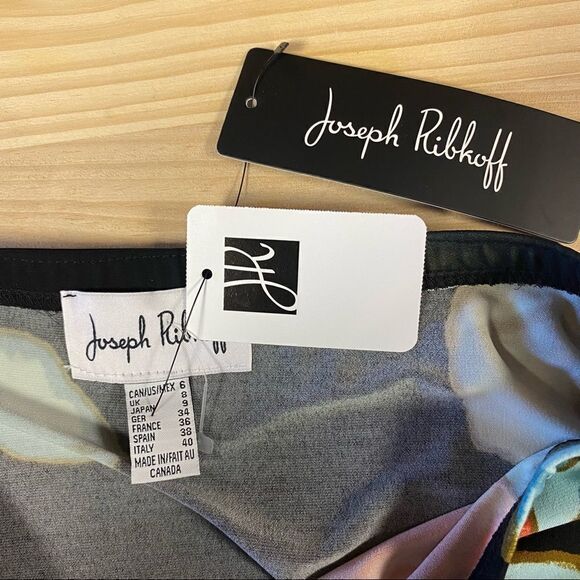 Joseph Ribkoff
Joseph Ribkoff
CAN/US/MEX 6
UK 8
JAPAN 9
GER 34
FRANCE 36
SPAIN 38
ITALY 40
MADE IN/FAIT AU
CANADA